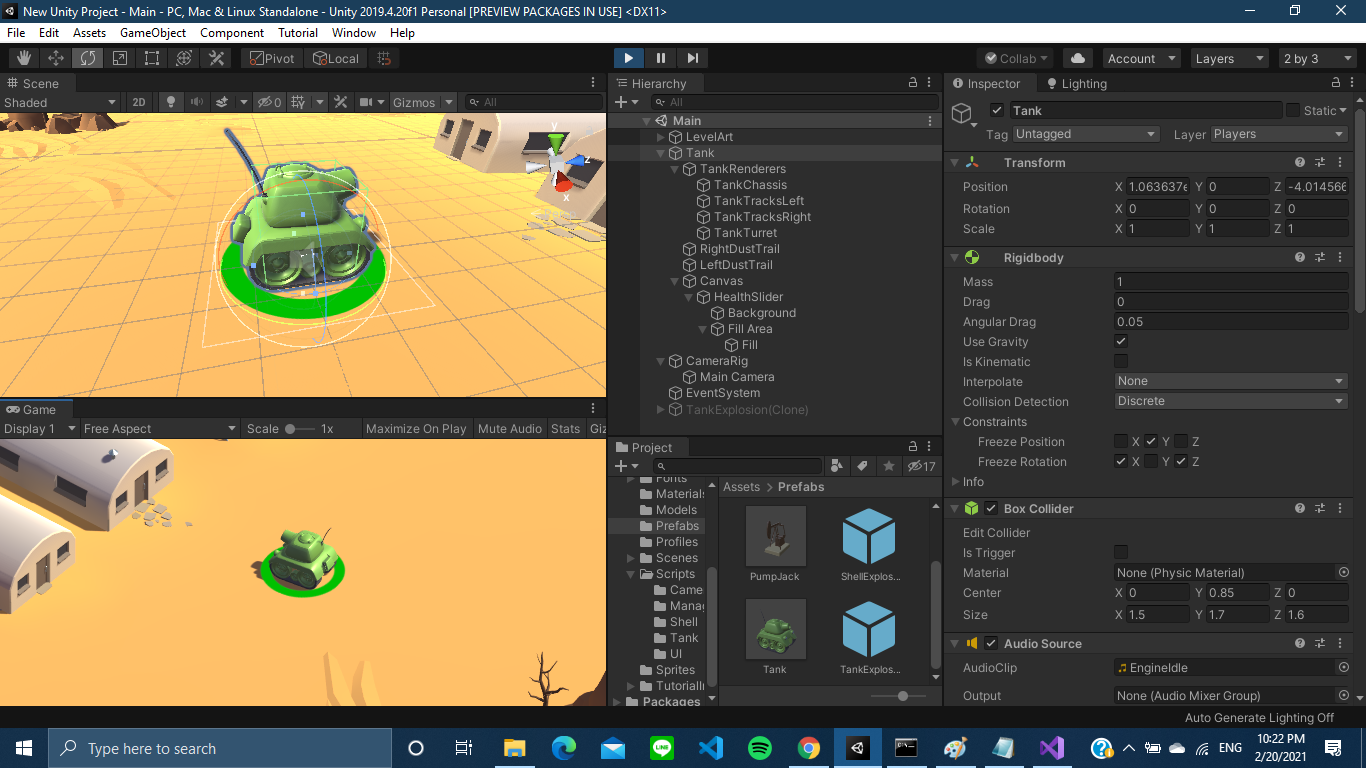 New Unity Project - Main - PC, Mac & Linux Standalone - Unity 2019.4.20f1 Personal [PREVIEW PACKAGES IN USE] <DX11>
File Edit Assets GameObject Component Tutorial Window Help
Pivot Local Collab Account Layers 2 by 3
Scene
Shaded 2D 0 Gizmos All
y
z
x
Game
Display 1 Free Aspect Scale 1x Maximize On Play Mute Audio Stats Giz
Hierarchy
All
Main
LevelArt
Tank
TankRenderers
TankChassis
TankTracksLeft
TankTracksRight
TankTurret
RightDustTrail
LeftDustTrail
Canvas
HealthSlider
Background
Fill Area
Fill
CameraRig
Main Camera
EventSystem
TankExplosion(Clone)
Project
17
Fonts
Materials
Models
Prefabs
Profiles
Scenes
Scripts
Came
Manag
Shell
Tank
UI
Sprites
TutorialIn
Packages
Assets > Prefabs
PumpJack ShellExplos...
Tank TankExplos...
Inspector Lighting
Tank Static
Tag Untagged Layer Players
Transform
Position X 1.063637e Y 0 Z -4.014566
Rotation X 0 Y 0 Z 0
Scale X 1 Y 1 Z 1
Rigidbody
Mass 1
Drag 0
Angular Drag 0.05
Use Gravity
Is Kinematic
Interpolate None
Collision Detection Discrete
Constraints
Freeze Position X Y Z
Freeze Rotation X Y Z
Info
Box Collider
Edit Collider
Is Trigger
Material None (Physic Material)
Center X 0 Y 0.85 Z 0
Size X 1.5 Y 1.7 Z 1.6
Audio Source
AudioClip EngineIdle
Output None (Audio Mixer Group)
Auto Generate Lighting Off
Type here to search
LINE
ENG
10:22 PM
2/20/2021